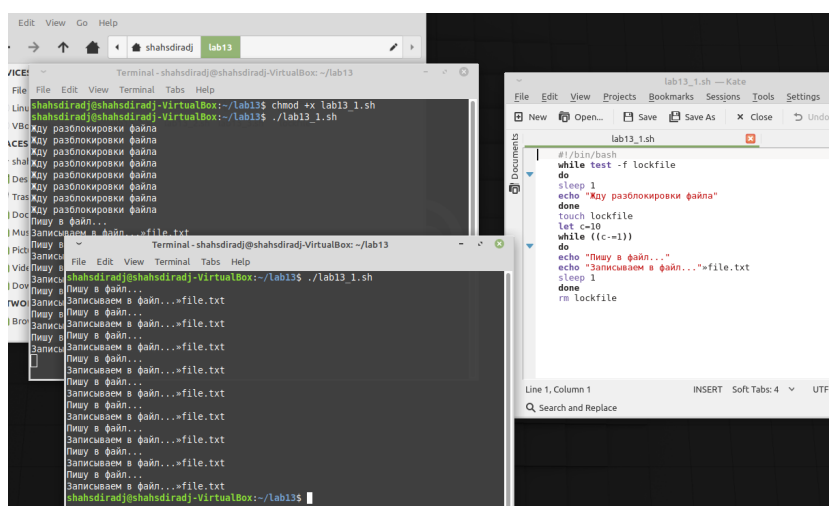 Edit View Go Help
shahsdiradj lab13
Terminal - shahsdiradj@shahsdiradj-VirtualBox: ~/lab13
File Edit View Terminal Tabs Help
shahsdiradj@shahsdiradj-VirtualBox:~/lab13$ chmod +x lab13_1.sh
shahsdiradj@shahsdiradj-VirtualBox:~/lab13$ ./lab13_1.sh
Жду разблокировки файла
Жду разблокировки файла
Жду разблокировки файла
Жду разблокировки файла
Жду разблокировки файла
Жду разблокировки файла
Жду разблокировки файла
Жду разблокировки файла
Пишу в файл...
Записываем в файл...»file.txt
Пишу в
Пишу в
Пишу в
Пишу в
Terminal - shahsdiradj@shahsdiradj-VirtualBox: ~/lab13
File Edit View Terminal Tabs Help
shahsdiradj@shahsdiradj-VirtualBox:~/lab13$ ./lab13_1.sh
Пишу в файл...
Записываем в файл...»file.txt
Пишу в файл...
Записываем в файл...»file.txt
Пишу в файл...
Записываем в файл...»file.txt
Пишу в файл...
Записываем в файл...»file.txt
Пишу в файл...
Записываем в файл...»file.txt
Пишу в файл...
Записываем в файл...»file.txt
Пишу в файл...
Записываем в файл...»file.txt
Пишу в файл...
Записываем в файл...»file.txt
Пишу в файл...
Записываем в файл...»file.txt
shahsdiradj@shahsdiradj-VirtualBox:~/lab13$
lab13_1.sh — Kate
File Edit View Projects Bookmarks Sessions Tools Settings
New Open... Save Save As Close Undo
Documents
lab13_1.sh
#!/bin/bash
while test -f lockfile
do
sleep 1
echo "Жду разблокировки файла"
done
touch lockfile
let c=10
while ((c-=1))
do
echo "Пишу в файл..."
echo "Записываем в файл..."»file.txt
sleep 1
done
rm lockfile
Line 1, Column 1 INSERT Soft Tabs: 4 UTF
Search and Replace